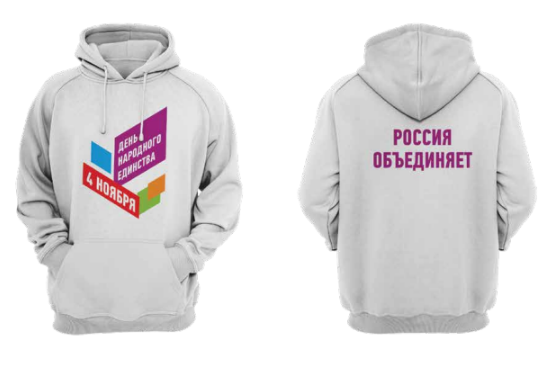 ДЕНЬ
НАРОДНОГО
ЕДИНСТВА
4 НОЯБРЯ
РОССИЯ
ОБЪЕДИНЯЕТ